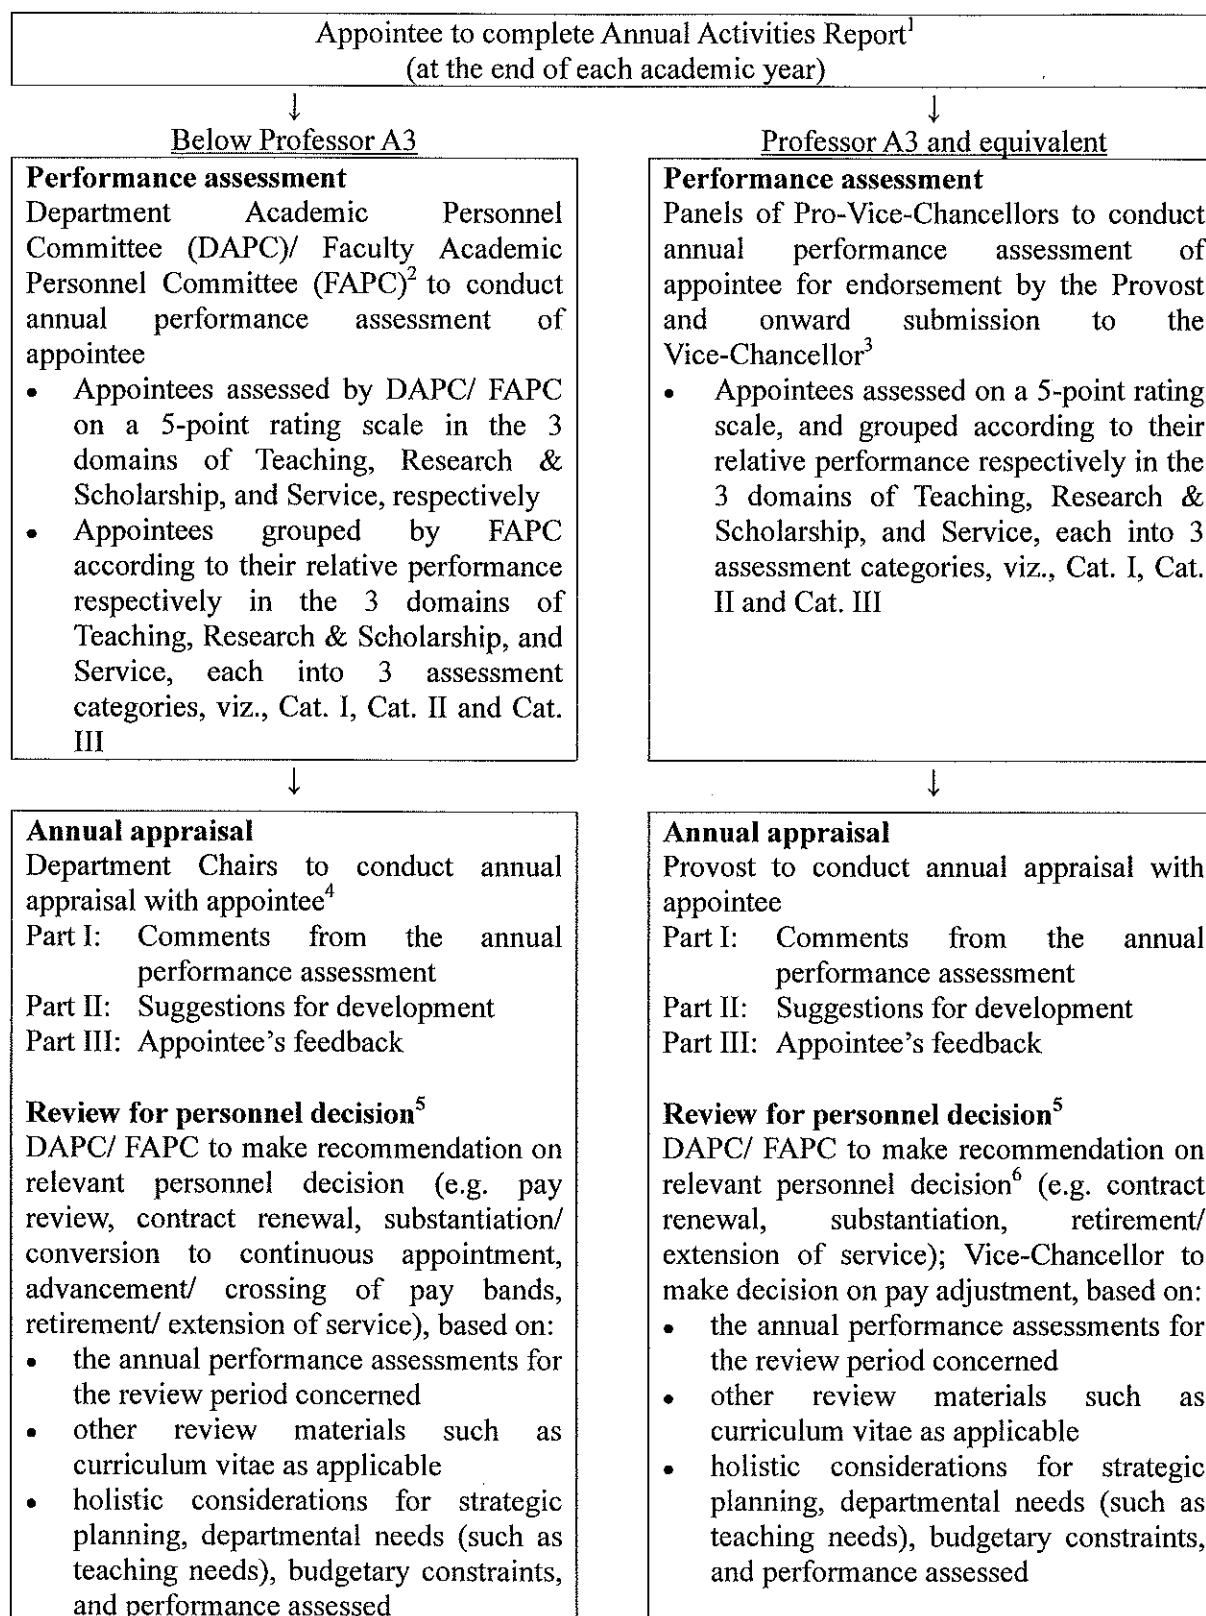 Appointee to complete Annual Activities Report¹
(at the end of each academic year)
↓
Below Professor A3
Performance assessment
Department Academic Personnel
Committee (DAPC)/ Faculty Academic
Personnel Committee (FAPC)² to conduct
annual performance assessment of
appointee
• Appointees assessed by DAPC/ FAPC
on a 5-point rating scale in the 3
domains of Teaching, Research &
Scholarship, and Service, respectively
• Appointees grouped by FAPC
according to their relative performance
respectively in the 3 domains of
Teaching, Research & Scholarship, and
Service, each into 3 assessment
categories, viz., Cat. I, Cat. II and Cat.
III
↓
Annual appraisal
Department Chairs to conduct annual
appraisal with appointee⁴
Part I: Comments from the annual
performance assessment
Part II: Suggestions for development
Part III: Appointee's feedback
Review for personnel decision⁵
DAPC/ FAPC to make recommendation on
relevant personnel decision (e.g. pay
review, contract renewal, substantiation/
conversion to continuous appointment,
advancement/ crossing of pay bands,
retirement/ extension of service), based on:
• the annual performance assessments for
the review period concerned
• other review materials such as
curriculum vitae as applicable
• holistic considerations for strategic
planning, departmental needs (such as
teaching needs), budgetary constraints,
and performance assessed
↓
Professor A3 and equivalent
Performance assessment
Panels of Pro-Vice-Chancellors to conduct
annual performance assessment of
appointee for endorsement by the Provost
and onward submission to the
Vice-Chancellor³
• Appointees assessed on a 5-point rating
scale, and grouped according to their
relative performance respectively in the
3 domains of Teaching, Research &
Scholarship, and Service, each into 3
assessment categories, viz., Cat. I, Cat.
II and Cat. III
↓
Annual appraisal
Provost to conduct annual appraisal with
appointee
Part I: Comments from the annual
performance assessment
Part II: Suggestions for development
Part III: Appointee's feedback
Review for personnel decision⁵
DAPC/ FAPC to make recommendation on
relevant personnel decision⁶ (e.g. contract
renewal, substantiation, retirement/
extension of service); Vice-Chancellor to
make decision on pay adjustment, based on:
• the annual performance assessments for
the review period concerned
• other review materials such as
curriculum vitae as applicable
• holistic considerations for strategic
planning, departmental needs (such as
teaching needs), budgetary constraints,
and performance assessed